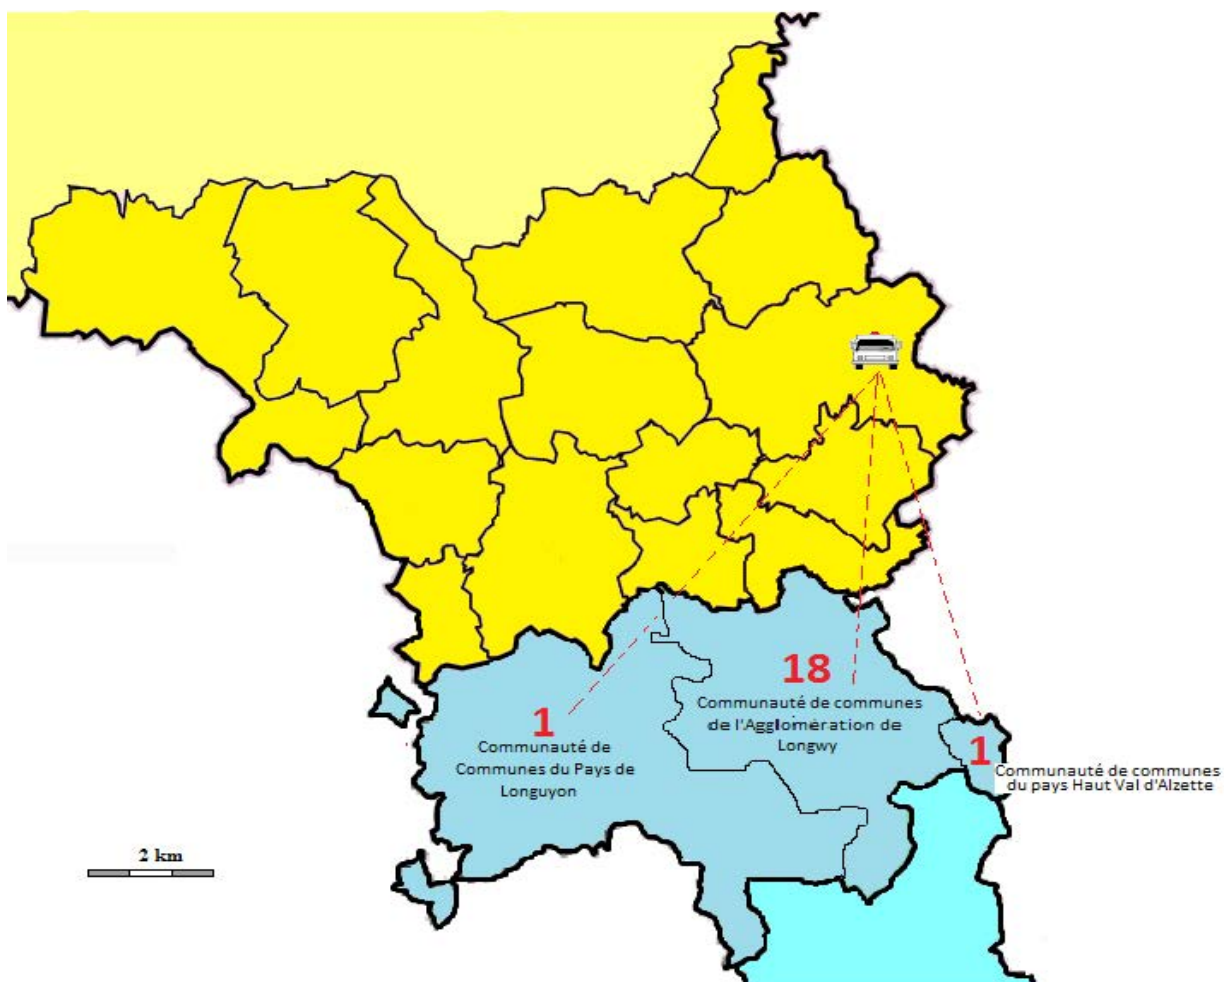 18
Communauté de communes
de l'Agglomération de
Longwy
1
Communauté de
Communes du Pays de
Longuyon
1
Communauté de communes
du pays Haut Val d'Alzette
2 km